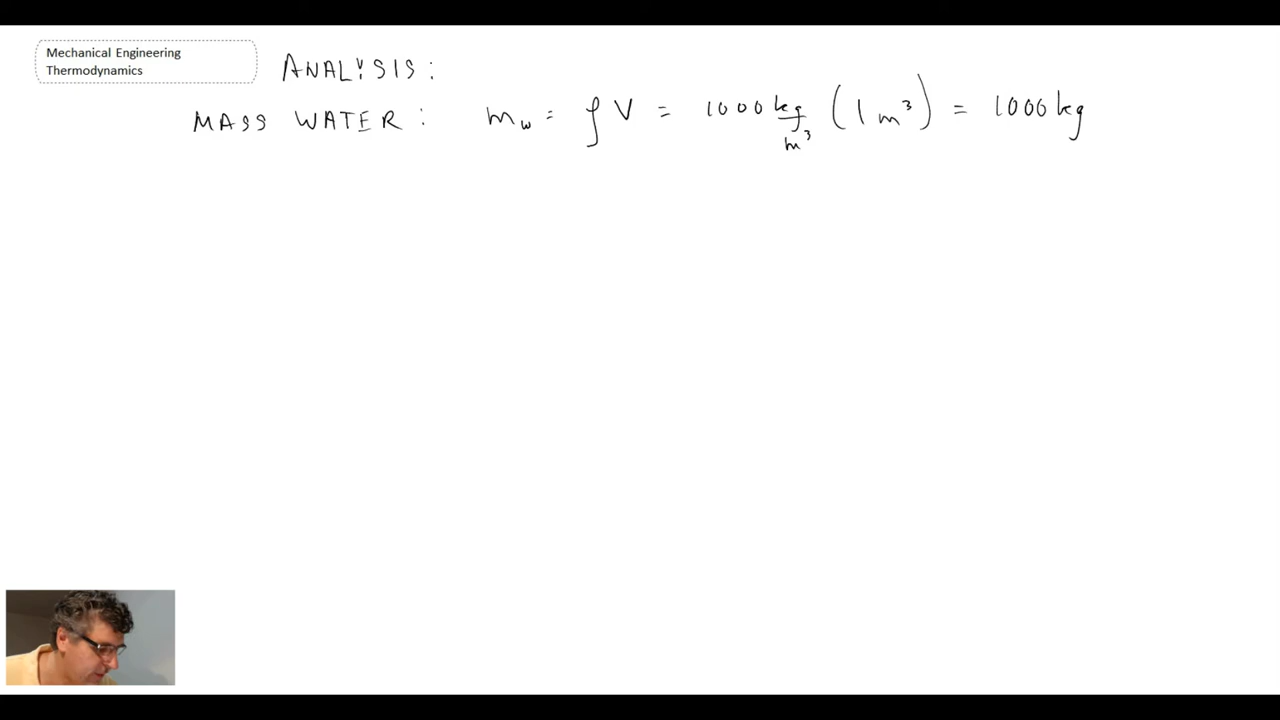 Mechanical Engineering
Thermodynamics
ANALYSIS:
MASS WATER: m_w = ρV = 1000 kg/m³ (1 m³) = 1000 kg